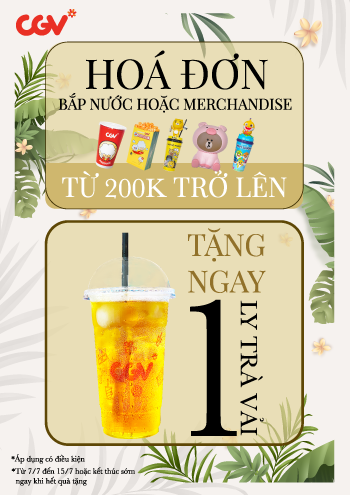 CGV*
HOÁ ĐƠN
BẮP NƯỚC HOẶC MERCHANDISE
CGV
TỪ 200K TRỞ LÊN
TẶNG
NGAY
1
LY TRÀ VẢI
CGV
*Áp dụng có điều kiện
*Từ 7/7 đến 15/7 hoặc kết thúc sớm
ngay khi hết quà tặng